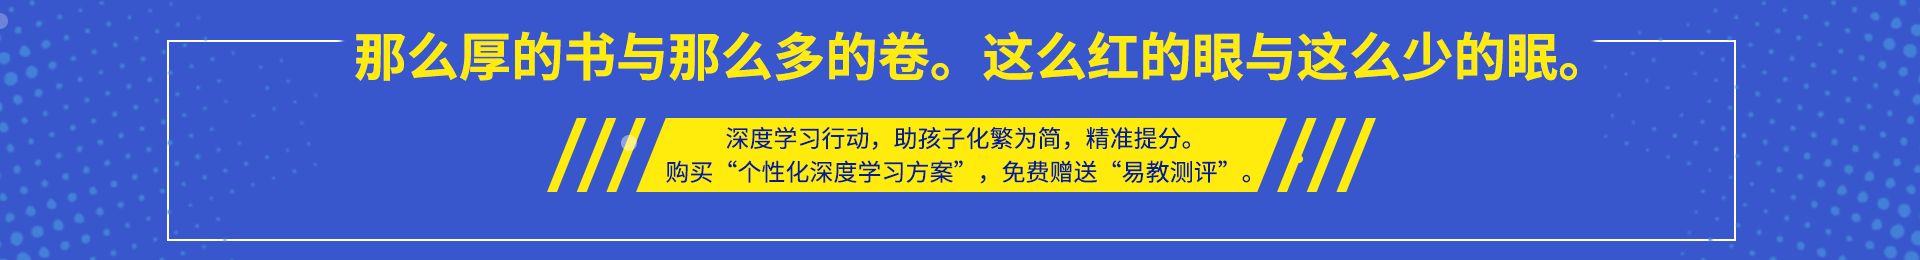 那么厚的书与那么多的卷。这么红的眼与这么少的眠。
深度学习行动，助孩子化繁为简，精准提分。
购买“个性化深度学习方案”，免费赠送“易教测评”。